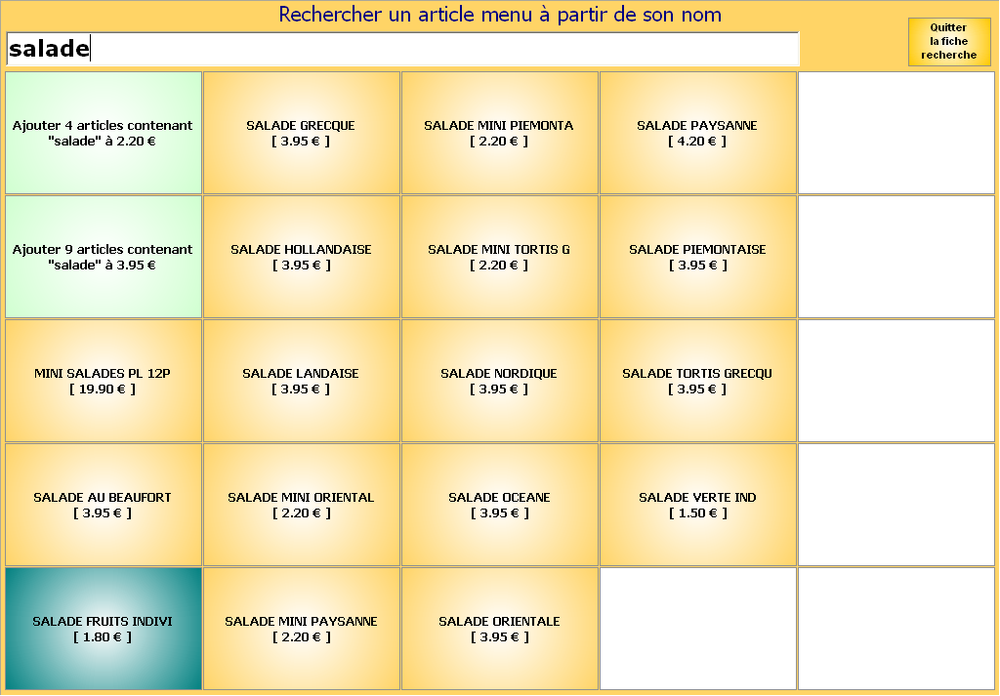 Rechercher un article menu à partir de son nom
salade
Quitter
la fiche
recherche
Ajouter 4 articles contenant
"salade" à 2.20 €
SALADE GRECQUE
[ 3.95 € ]
SALADE MINI PIEMONTA
[ 2.20 € ]
SALADE PAYSANNE
[ 4.20 € ]
Ajouter 9 articles contenant
"salade" à 3.95 €
SALADE HOLLANDAISE
[ 3.95 € ]
SALADE MINI TORTIS G
[ 2.20 € ]
SALADE PIEMONTAISE
[ 3.95 € ]
MINI SALADES PL 12P
[ 19.90 € ]
SALADE LANDAISE
[ 3.95 € ]
SALADE NORDIQUE
[ 3.95 € ]
SALADE TORTIS GRECQU
[ 3.95 € ]
SALADE AU BEAUFORT
[ 3.95 € ]
SALADE MINI ORIENTAL
[ 2.20 € ]
SALADE OCEANE
[ 3.95 € ]
SALADE VERTE IND
[ 1.50 € ]
SALADE FRUITS INDIVI
[ 1.80 € ]
SALADE MINI PAYSANNE
[ 2.20 € ]
SALADE ORIENTALE
[ 3.95 € ]